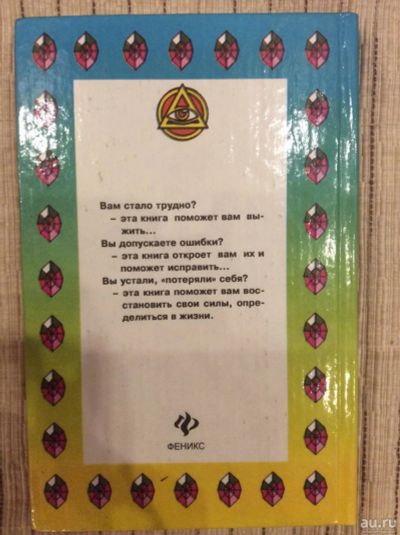 Вам стало трудно?
– эта книга поможет вам вы-
жить...
Вы допускаете ошибки?
– эта книга откроет вам их и
поможет исправить...
Вы устали, «потеряли» себя?
– эта книга поможет вам вос-
становить свои силы, опре-
делиться в жизни.
ФЕНИКС
au.ru